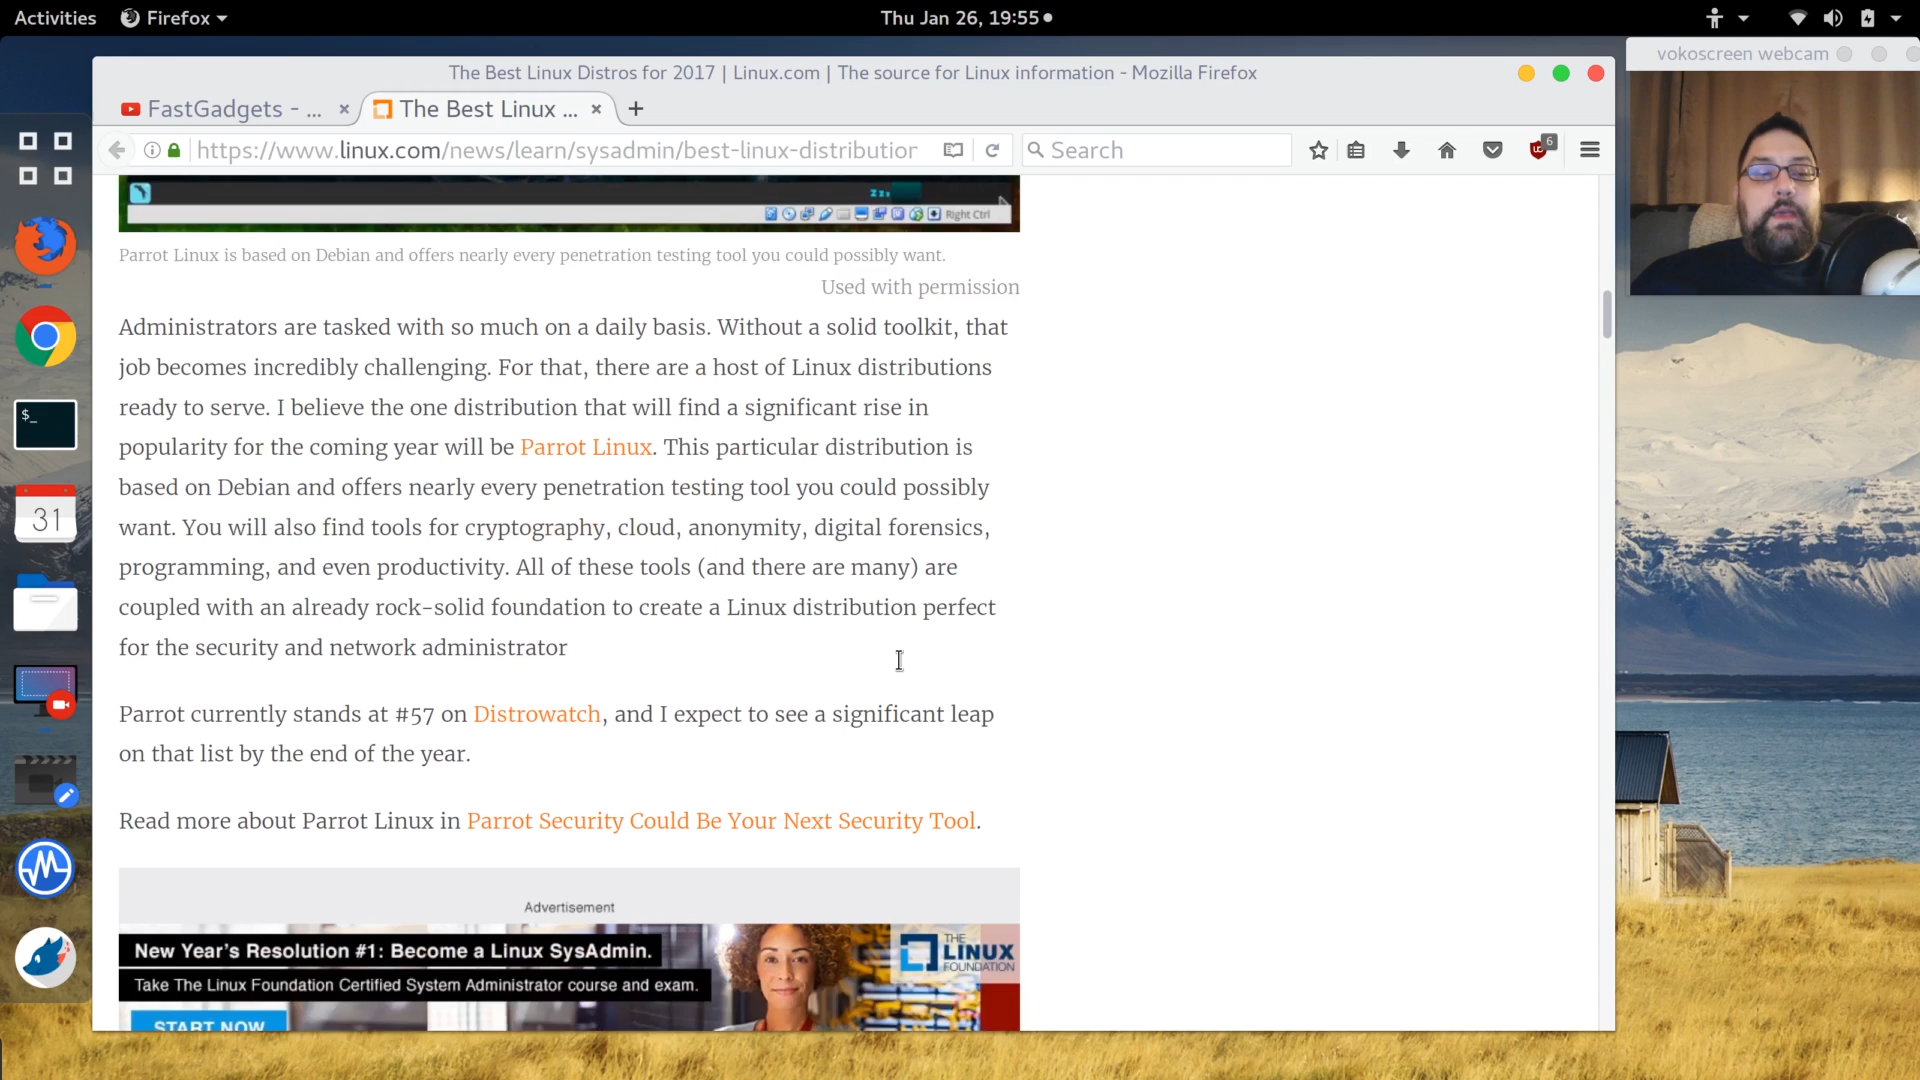 Activities
Firefox
Thu Jan 26, 19:55
vokoscreen webcam
The Best Linux Distros for 2017 | Linux.com | The source for Linux information - Mozilla Firefox
FastGadgets - ...
The Best Linux ...
https://www.linux.com/news/learn/sysadmin/best-linux-distribution
Search
6
Right Ctrl
Parrot Linux is based on Debian and offers nearly every penetration testing tool you could possibly want.
Used with permission
Administrators are tasked with so much on a daily basis. Without a solid toolkit, that
job becomes incredibly challenging. For that, there are a host of Linux distributions
ready to serve. I believe the one distribution that will find a significant rise in
popularity for the coming year will be Parrot Linux. This particular distribution is
based on Debian and offers nearly every penetration testing tool you could possibly
want. You will also find tools for cryptography, cloud, anonymity, digital forensics,
programming, and even productivity. All of these tools (and there are many) are
coupled with an already rock-solid foundation to create a Linux distribution perfect
for the security and network administrator
Parrot currently stands at #57 on Distrowatch, and I expect to see a significant leap
on that list by the end of the year.
Read more about Parrot Linux in Parrot Security Could Be Your Next Security Tool.
Advertisement
New Year's Resolution #1: Become a Linux SysAdmin.
Take The Linux Foundation Certified System Administrator course and exam.
START NOW
THE
LINUX
FOUNDATION
$_
31